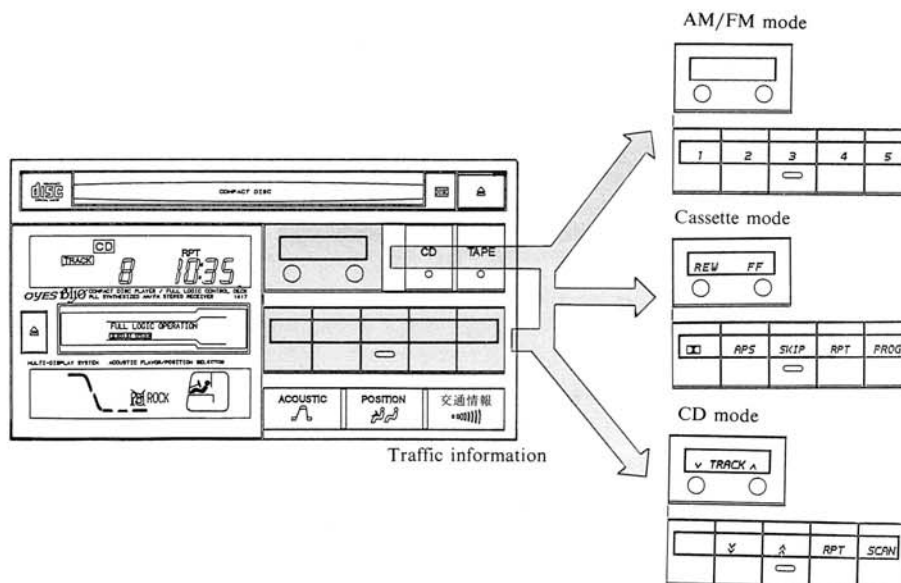 AM/FM mode
1 2 3 4 5
Cassette mode
REW FF
APS SKIP RPT PROG
CD mode
TRACK
RPT SCAN
disc
COMPACT DISC
CD
TRACK 8 RPT 10:35
OYES
COMPACT DISC PLAYER / FULL LOGIC CONTROL DECK
PLL SYNTHESIZED AM/FM STEREO RECEIVER
FULL LOGIC OPERATION
MULTI-DISPLAY SYSTEM ACOUSTIC FLAVOR/POSITION SELECTOR
ROCK
CD TAPE
ACOUSTIC POSITION 交通情報
Traffic information